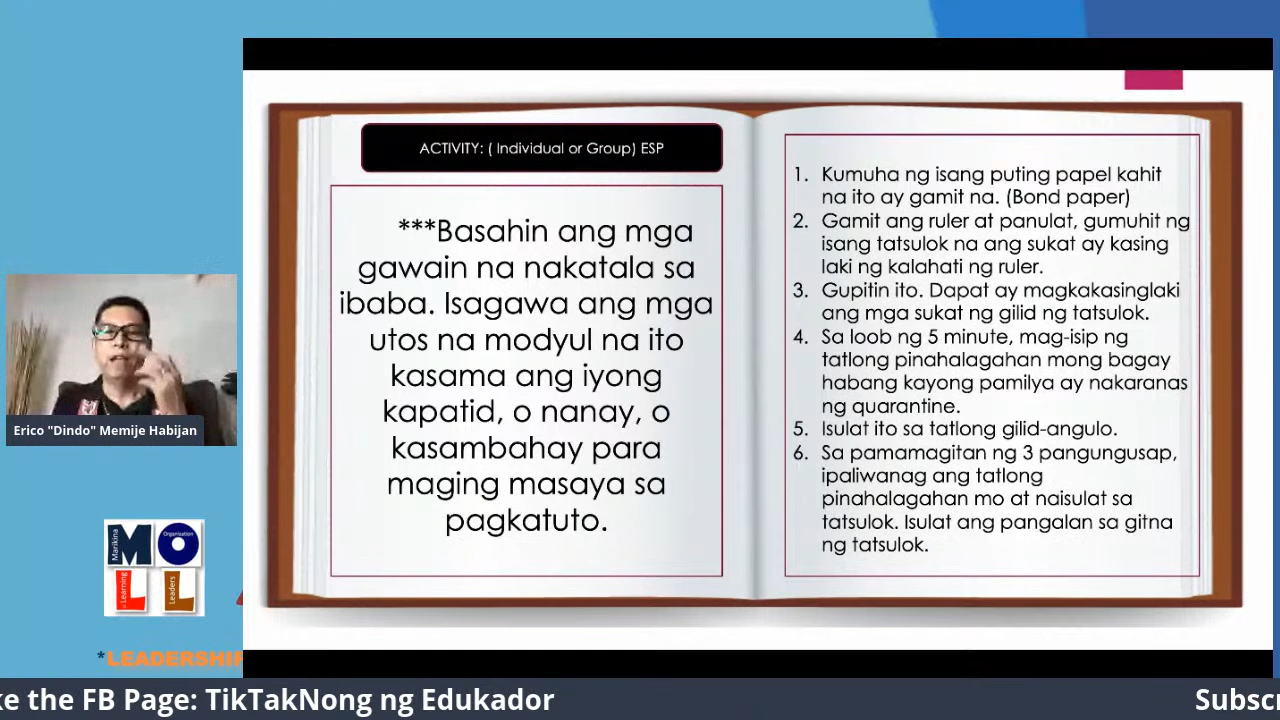 ACTIVITY: ( Individual or Group) ESP
***Basahin ang mga
gawain na nakatala sa
ibaba. Isagawa ang mga
utos na modyul na ito
kasama ang iyong
kapatid, o nanay, o
kasambahay para
maging masaya sa
pagkatuto.
1. Kumuha ng isang puting papel kahit
na ito ay gamit na. (Bond paper)
2. Gamit ang ruler at panulat, gumuhit ng
isang tatsulok na ang sukat ay kasing
laki ng kalahati ng ruler.
3. Gupitin ito. Dapat ay magkakasinglaki
ang mga sukat ng gilid ng tatsulok.
4. Sa loob ng 5 minute, mag-isip ng
tatlong pinahalagahan mong bagay
habang kayong pamilya ay nakaranas
ng quarantine.
5. Isulat ito sa tatlong gilid-angulo.
6. Sa pamamagitan ng 3 pangungusap,
ipaliwanag ang tatlong
pinahalagahan mo at naisulat sa
tatsulok. Isulat ang pangalan sa gitna
ng tatsulok.
Erico "Dindo" Memije Habijan
M Marikina
O Organization
L Learning
L Leaders
*LEADERSHIP
ke the FB Page: TikTakNong ng Edukador
Subscr